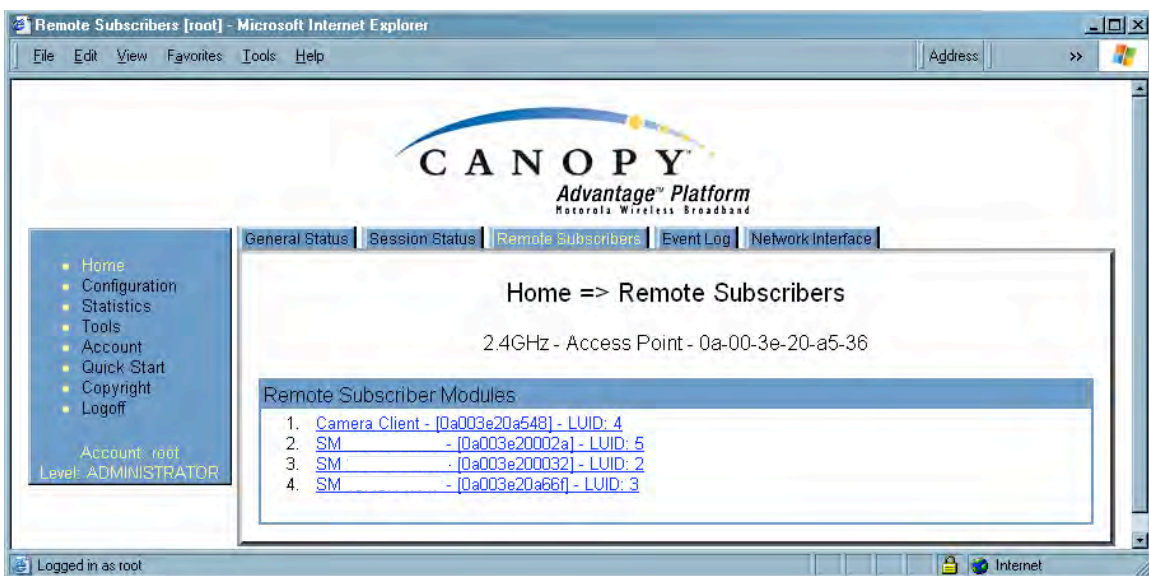 Remote Subscribers [root] - Microsoft Internet Explorer
File Edit View Favorites Tools Help Address »
CANOPY
Advantage℠ Platform
Motorola Wireless Broadband
General Status Session Status Remote Subscribers Event Log Network Interface
Home
Configuration
Statistics
Tools
Account
Quick Start
Copyright
Logoff
Account: root
Level: ADMINISTRATOR
Home => Remote Subscribers
2.4GHz - Access Point - 0a-00-3e-20-a5-36
Remote Subscriber Modules
1. Camera Client - [0a003e20a548] - LUID: 4
2. SM - [0a003e20002a] - LUID: 5
3. SM - [0a003e200032] - LUID: 2
4. SM - [0a003e20a66f] - LUID: 3
Logged in as root Internet